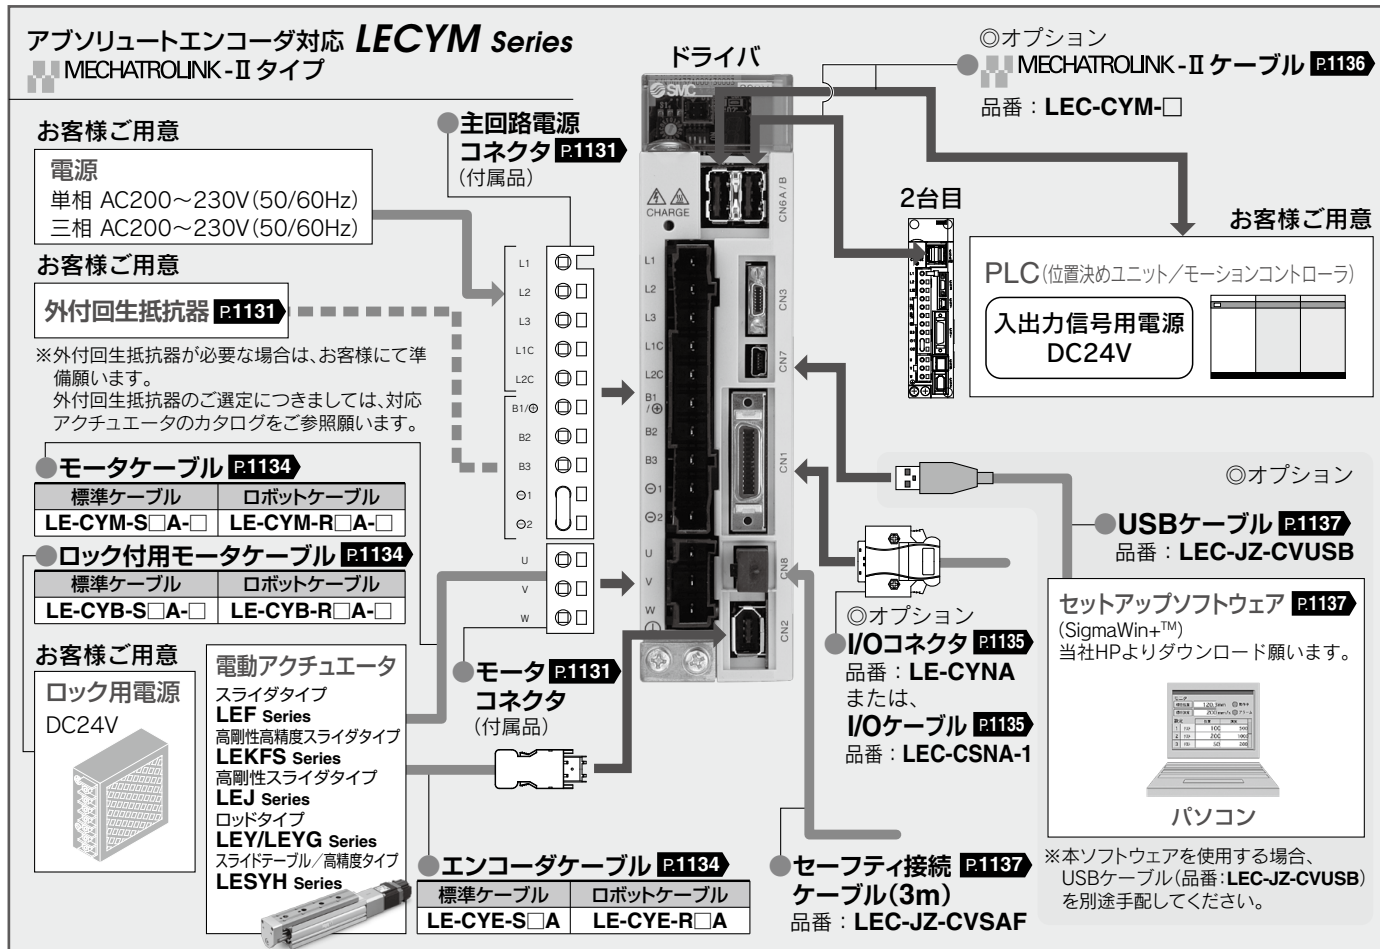 アブソリュートエンコーダ対応 LECYM Series
MECHATROLINK-Ⅱタイプ
ドライバ
◎オプション
MECHATROLINK-Ⅱケーブル P.1136
品番：LEC-CYM-□
お客様ご用意
電源
単相 AC200～230V(50/60Hz)
三相 AC200～230V(50/60Hz)
主回路電源
コネクタ P.1131
(付属品)
お客様ご用意
外付回生抵抗器 P.1131
※外付回生抵抗器が必要な場合は、お客様にて準
備願います。
外付回生抵抗器のご選定につきましては、対応
アクチュエータのカタログをご参照願います。
L1
L2
L3
L1C
L2C
B1/⊕
B2
B3
⊖1
⊖2
U
V
W
SMC
CHARGE
L1
L2
L3
L1C
L2C
B1
/⊕
B2
B3
⊖1
⊖2
U
V
W
CN6A/B
CN3
CN7
CN1
CN8
CN2
2台目
お客様ご用意
PLC(位置決めユニット／モーションコントローラ)
入出力信号用電源
DC24V
モータケーブル P.1134
標準ケーブル ロボットケーブル
LE-CYM-S□A-□ LE-CYM-R□A-□
ロック付用モータケーブル P.1134
標準ケーブル ロボットケーブル
LE-CYB-S□A-□ LE-CYB-R□A-□
お客様ご用意
ロック用電源
DC24V
電動アクチュエータ
スライダタイプ
LEF Series
高剛性高精度スライダタイプ
LEKFS Series
高剛性スライダタイプ
LEJ Series
ロッドタイプ
LEY/LEYG Series
スライドテーブル／高精度タイプ
LESYH Series
モータ P.1131
コネクタ
(付属品)
エンコーダケーブル P.1134
標準ケーブル ロボットケーブル
LE-CYE-S□A LE-CYE-R□A
◎オプション
I/Oコネクタ P.1135
品番：LE-CYNA
または、
I/Oケーブル P.1135
品番：LEC-CSNA-1
セーフティ接続 P.1137
ケーブル(3m)
品番：LEC-JZ-CVSAF
◎オプション
USBケーブル P.1137
品番：LEC-JZ-CVUSB
セットアップソフトウェア P.1137
(SigmaWin+™)
当社HPよりダウンロード願います。
パソコン
※本ソフトウェアを使用する場合、
USBケーブル(品番:LEC-JZ-CVUSB)
を別途手配してください。